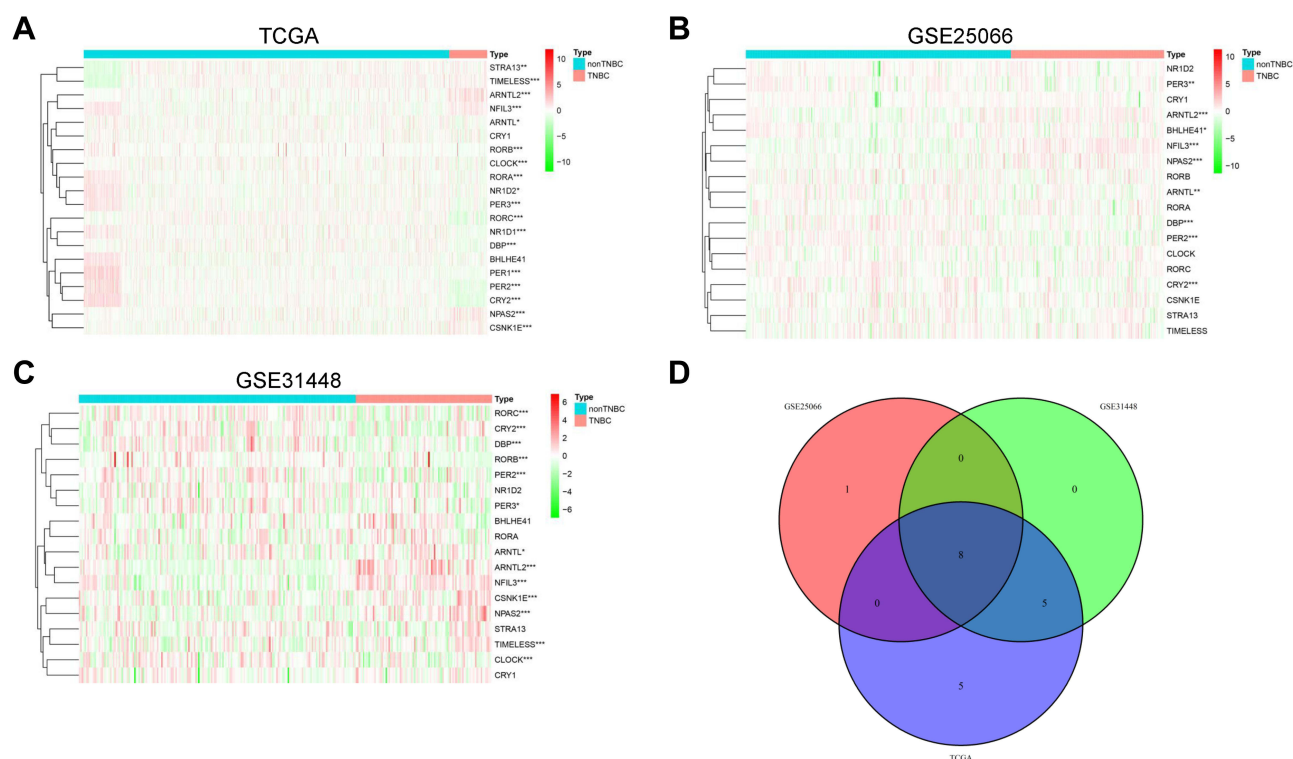 A
TCGA
Type
STRA13**
TIMELESS***
ARNTL2***
NFIL3***
ARNTL*
CRY1
RORB***
CLOCK***
RORA***
NR1D2*
PER3***
RORC***
NR1D1***
DBP***
BHLHE41
PER1***
PER2***
CRY2***
NPAS2***
CSNK1E***
10
5
0
−5
−10
Type
nonTNBC
TNBC
B
GSE25066
Type
NR1D2
PER3**
CRY1
ARNTL2***
BHLHE41*
NFIL3***
NPAS2***
RORB
ARNTL**
RORA
DBP***
PER2***
CLOCK
RORC
CRY2***
CSNK1E
STRA13
TIMELESS
10
5
0
−5
−10
Type
nonTNBC
TNBC
C
GSE31448
Type
RORC***
CRY2***
DBP***
RORB***
PER2***
NR1D2
PER3*
BHLHE41
RORA
ARNTL*
ARNTL2***
NFIL3***
CSNK1E***
NPAS2***
STRA13
TIMELESS***
CLOCK***
CRY1
6
4
2
0
−2
−4
−6
Type
nonTNBC
TNBC
D
GSE25066
GSE31448
0
1
0
8
0
5
5
TCGA